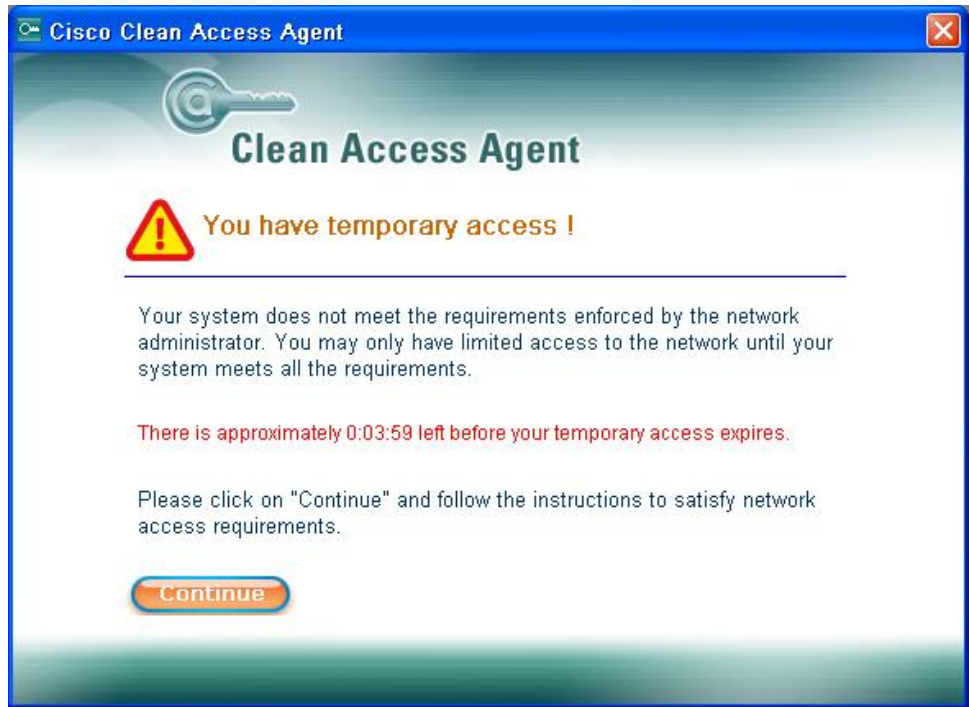 Cisco Clean Access Agent
Clean Access Agent
You have temporary access !
Your system does not meet the requirements enforced by the network
administrator. You may only have limited access to the network until your
system meets all the requirements.
There is approximately 0:03:59 left before your temporary access expires.
Please click on "Continue" and follow the instructions to satisfy network
access requirements.
Continue